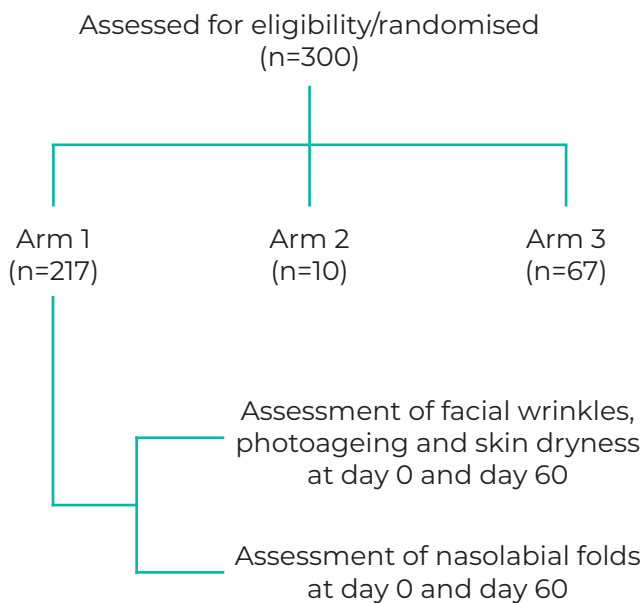 Assessed for eligibility/randomised
(n=300)
Arm 1
(n=217)
Arm 2
(n=10)
Arm 3
(n=67)
Assessment of facial wrinkles,
photoageing and skin dryness
at day 0 and day 60
Assessment of nasolabial folds
at day 0 and day 60